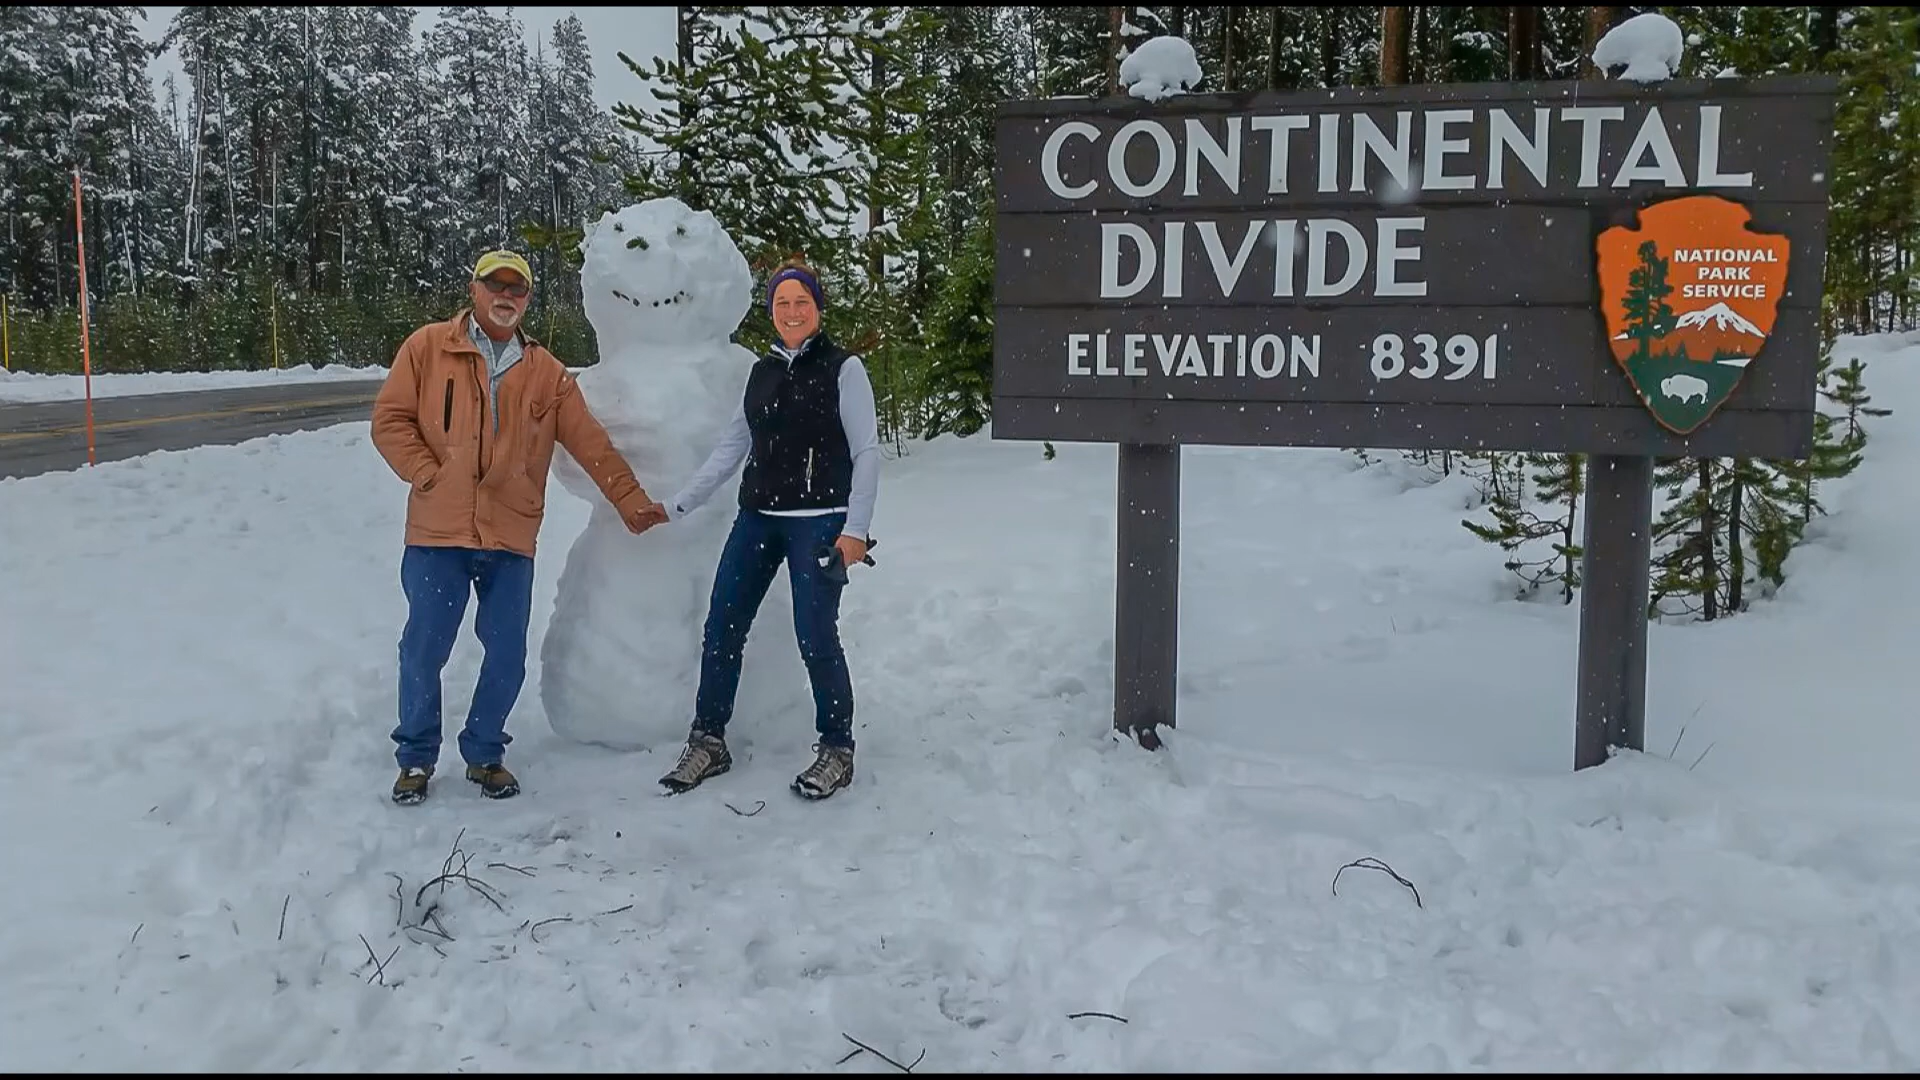 CONTINENTAL
DIVIDE
ELEVATION 8391
NATIONAL
PARK
SERVICE